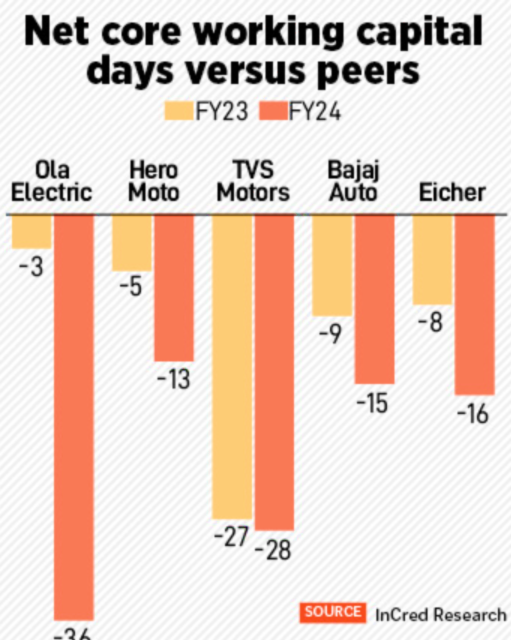 Net core working capital
days versus peers
FY23 FY24
Ola
Electric
Hero
Moto
TVS
Motors
Bajaj
Auto
Eicher
-3
-36
-5
-13
-27
-28
-9
-15
-8
-16
SOURCE InCred Research